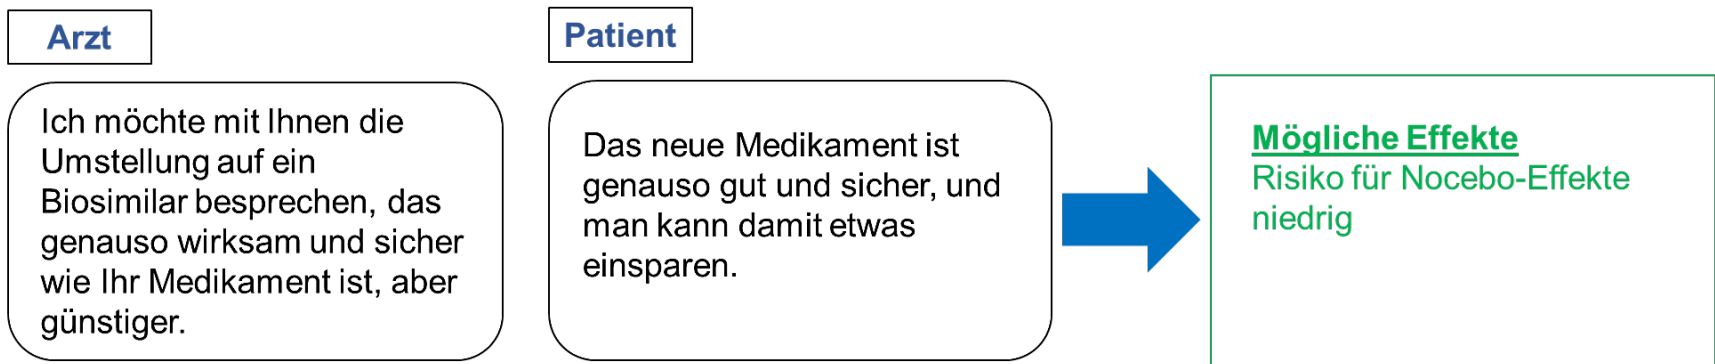 Arzt
Ich möchte mit Ihnen die
Umstellung auf ein
Biosimilar besprechen, das
genauso wirksam und sicher
wie Ihr Medikament ist, aber
günstiger.
Patient
Das neue Medikament ist
genauso gut und sicher, und
man kann damit etwas
einsparen.
Mögliche Effekte
Risiko für Nocebo-Effekte
niedrig